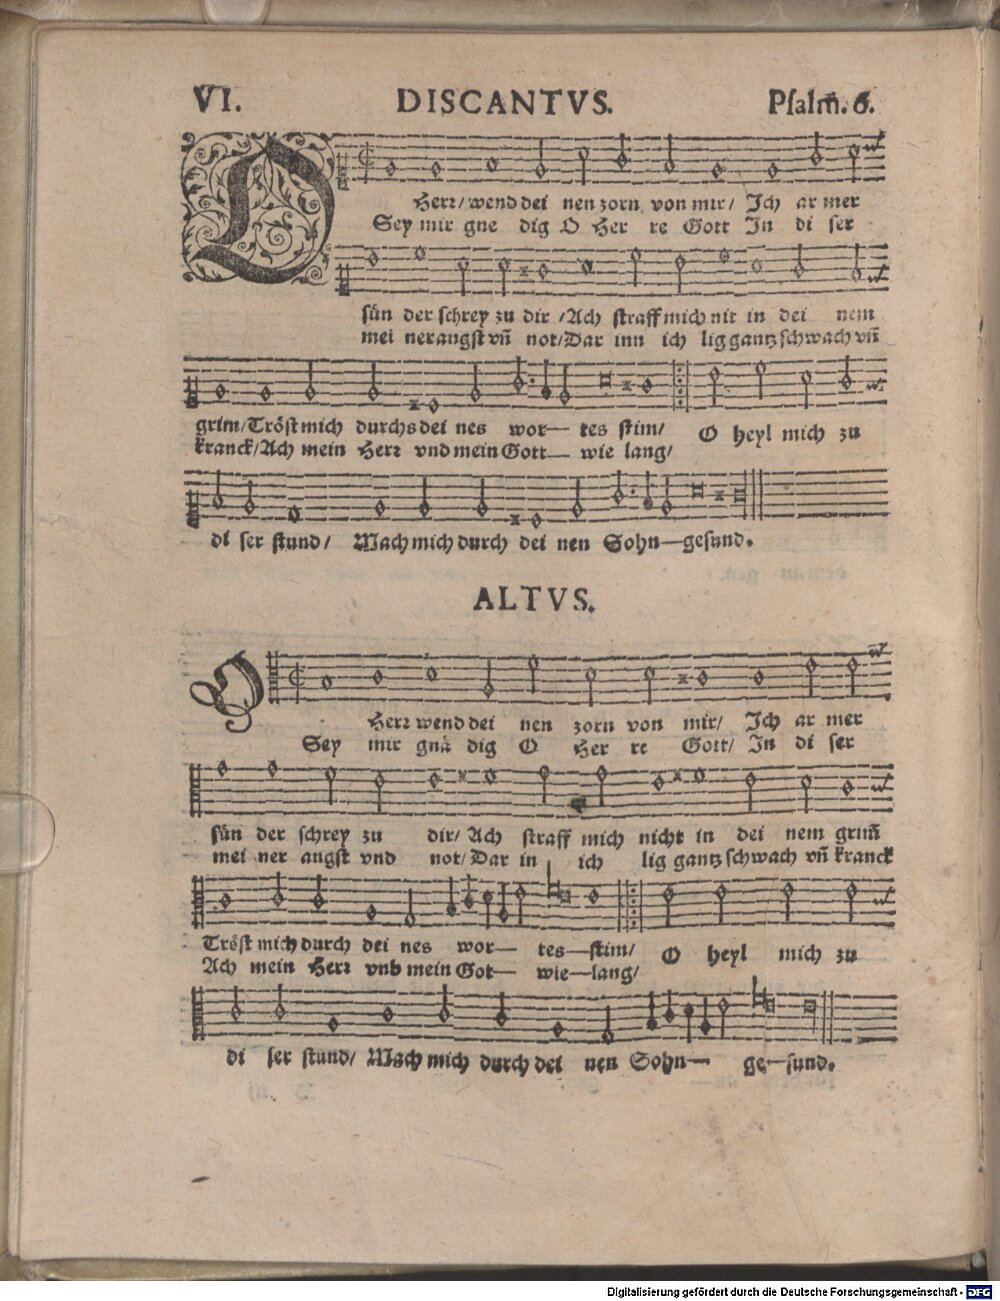 VI. DISCANTVS. Psalm̃. 6.
O
Herr/ wend dei nen zorn von mir/ Ich ar mer
Sey mir gne dig O Her re Gott In di ser
sün der schrey zu dir /Ach straff mich nit in dei nem
mei ner angst vn̄ not/Dar inn ich lig gantz schwach vn̄
grim/Tröst mich durchs dei nes wor— tes stim/ O heyl mich zu
kranck/Ach mein Herr vnd mein Gott— wie lang/
di ser stund/ Mach mich durch dei nen Sohn—gesund.
ALTVS.
O
Herr wend dei nen zorn von mir/ Ich ar mer
Sey mir gnä dig O Her re Gott/ In di ser
sün der schrey zu dir/ Ach straff mich nicht in dei nem grim̄
mei ner angst vnd not/ Dar in ich lig gantz schwach vn̄ kranck
Tröst mich durch dei nes wor— tes—stim/ O heyl mich zu
Ach mein Herr vnb mein Got— wie—lang/
di ser stund/ Mach mich durch dei nen Sohn— ge—sund.
Digitalisierung gefördert durch die Deutsche Forschungsgemeinschaft - DFG